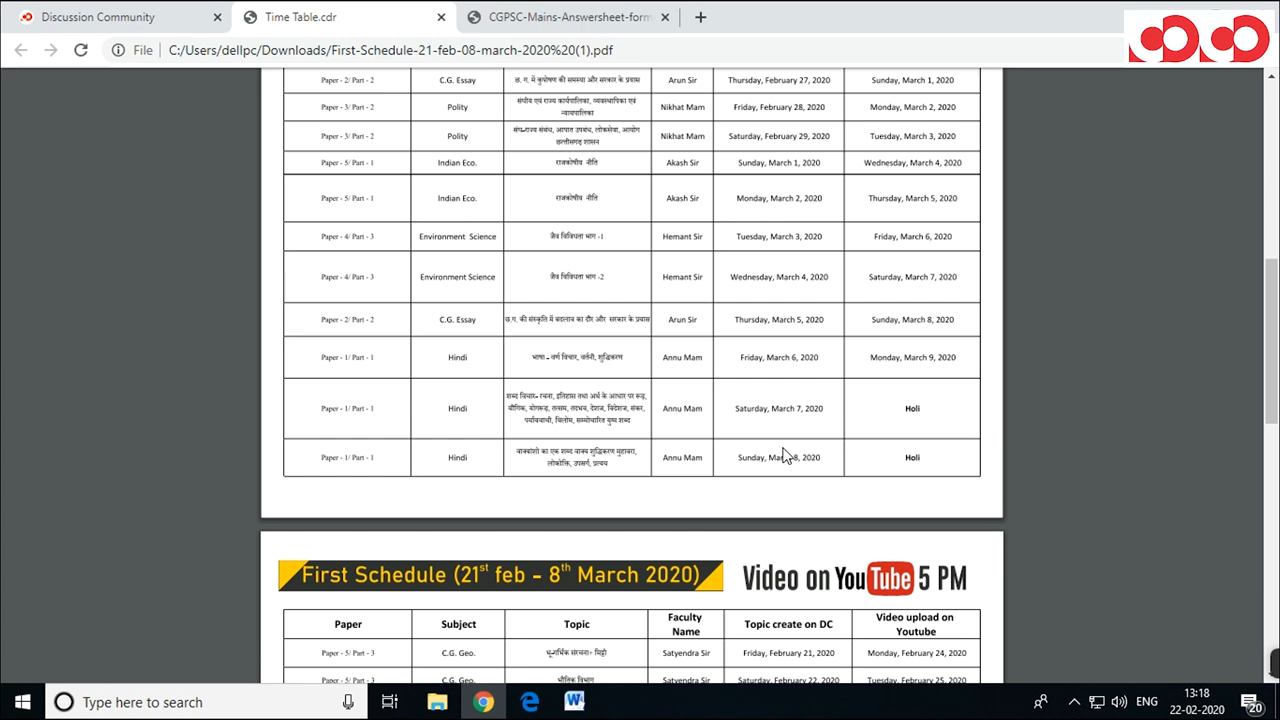 Discussion Community
Time Table.cdr
CGPSC-Mains-Answersheet-form
File C:/Users/dellpc/Downloads/First-Schedule-21-feb-08-march-2020%20(1).pdf
Paper - 2/ Part - 2 C.G. Essay छ. ग. में कुपोषण की समस्या और सरकार के प्रयास Arun Sir Thursday, February 27, 2020 Sunday, March 1, 2020
Paper - 3/ Part - 2 Polity संघीय एवं राज्य कार्यपालिका, व्यवस्थापिका एवं
न्यायपालिका Nikhat Mam Friday, February 28, 2020 Monday, March 2, 2020
Paper - 3/ Part - 2 Polity संघ-राज्य संबंध, आपात उपबंध, लोकसेवा, आयोग
छत्तीसगढ़ शासन Nikhat Mam Saturday, February 29, 2020 Tuesday, March 3, 2020
Paper - 5/ Part - 1 Indian Eco. राजकोषीय नीति Akash Sir Sunday, March 1, 2020 Wednesday, March 4, 2020
Paper - 5/ Part - 1 Indian Eco. राजकोषीय नीति Akash Sir Monday, March 2, 2020 Thursday, March 5, 2020
Paper - 4/ Part - 3 Environment Science जैव विविधता भाग -1 Hemant Sir Tuesday, March 3, 2020 Friday, March 6, 2020
Paper - 4/ Part - 3 Environment Science जैव विविधता भाग -2 Hemant Sir Wednesday, March 4, 2020 Saturday, March 7, 2020
Paper - 2/ Part - 2 C.G. Essay छ.ग. की संस्कृति में बदलाव का दौर और सरकार के प्रयास Arun Sir Thursday, March 5, 2020 Sunday, March 8, 2020
Paper - 1/ Part - 1 Hindi भाषा - वर्ण विचार, वर्तनी, शुद्धिकरण Annu Mam Friday, March 6, 2020 Monday, March 9, 2020
Paper - 1/ Part - 1 Hindi शब्द विचार- रचना, इतिहास तथा अर्थ के आधार पर रूढ़,
यौगिक, योगरूढ़, तत्सम, तदभव, देशज, विदेशज, संकर,
पर्यायवाची, विलोम, समोच्चारित युग्म शब्द Annu Mam Saturday, March 7, 2020 Holi
Paper - 1/ Part - 1 Hindi वाक्यांशो का एक शब्द वाक्य शुद्धिकरण मुहावरा,
लोकोक्ति, उपसर्ग, प्रत्यय Annu Mam Sunday, 8, 2020 Holi
First Schedule (21st feb - 8th March 2020) Video on YouTube 5 PM
Paper Subject Topic Faculty
Name Topic create on DC Video upload on
Youtube
Paper - 5/ Part - 3 C.G. Geo. भू-गर्भिक संरचना+ मिट्टी Satyendra Sir Friday, February 21, 2020 Monday, February 24, 2020
Paper - 5/ Part - 3 C.G. Geo. भौतिक विभाग Satyendra Sir Saturday, February 22, 2020 Tuesday, February 25, 2020
Type here to search
ENG
13:18
22-02-2020
20